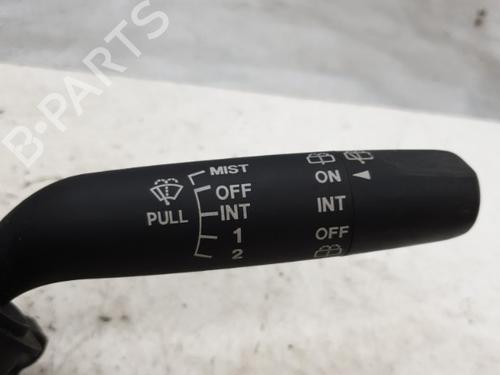 B-PARTS
MIST
OFF
PULL
INT
1
2
ON
INT
OFF